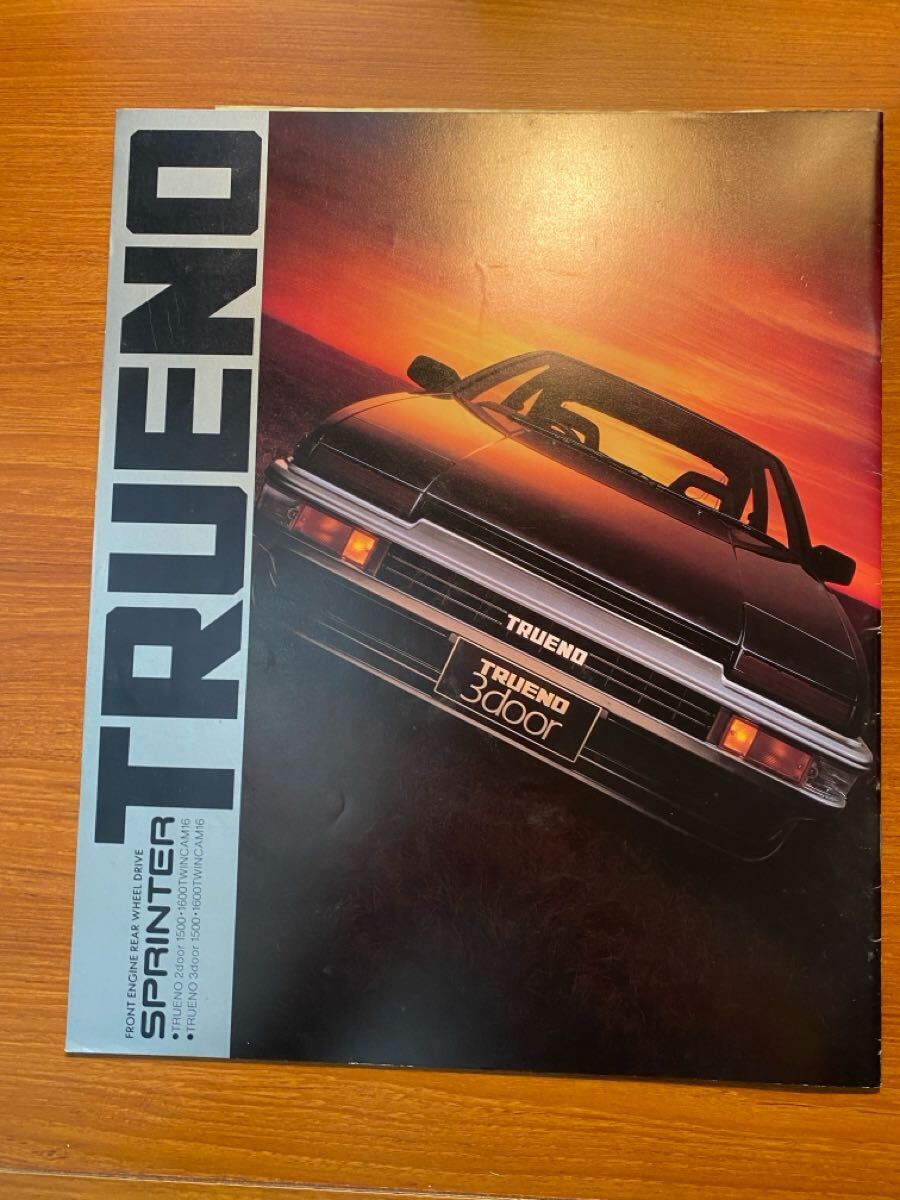 TRUENO
FRONT ENGINE REAR WHEEL DRIVE
SPRINTER
•TRUENO 2door 1500•1600TWINCAM16
•TRUENO 3door 1500•1600TWINCAM16
TRUENO
TRUENO
3door